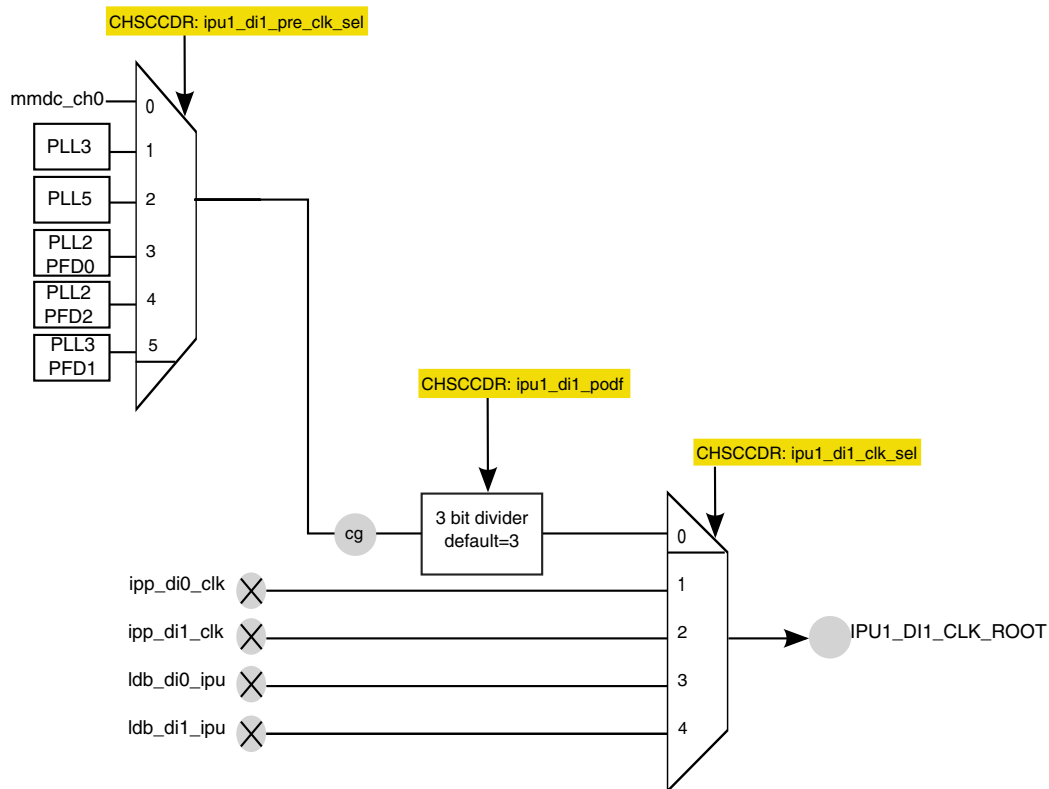 CHSCCDR: ipu1_di1_pre_clk_sel
mmdc_ch0
0
PLL3
1
PLL5
2
PLL2
PFD0
3
PLL2
PFD2
4
PLL3
PFD1
5
CHSCCDR: ipu1_di1_podf
CHSCCDR: ipu1_di1_clk_sel
cg
3 bit divider
default=3
0
ipp_di0_clk
1
ipp_di1_clk
2
IPU1_DI1_CLK_ROOT
ldb_di0_ipu
3
ldb_di1_ipu
4